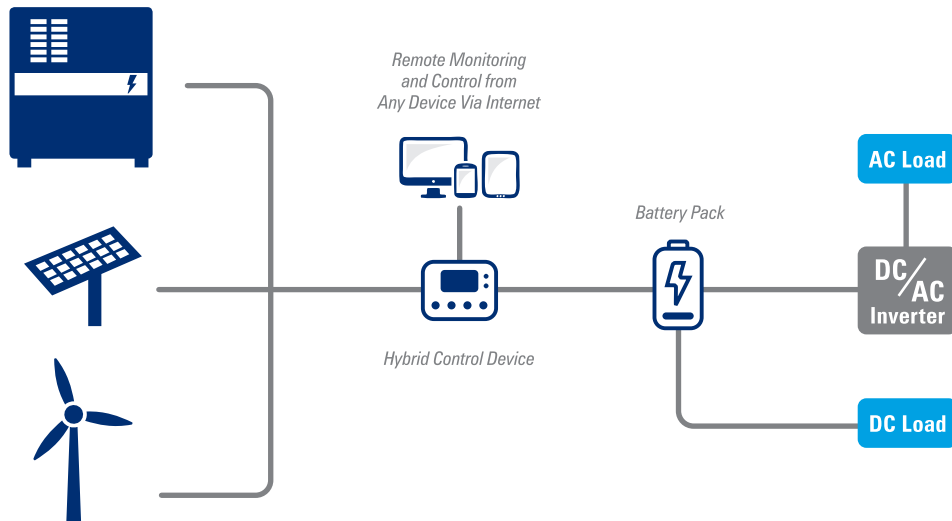 Remote Monitoring
and Control from
Any Device Via Internet
AC Load
Battery Pack
DC/AC
Inverter
Hybrid Control Device
DC Load